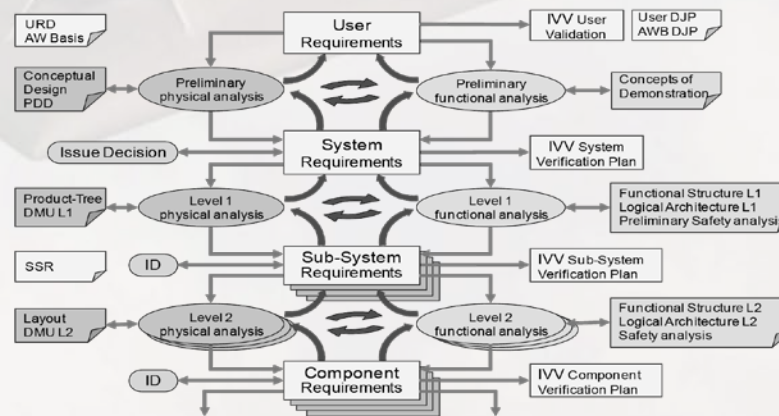 URD
AW Basis
User
Requirements
IVV User
Validation
User DJP
AWB DJP
Conceptual
Design
PDD
Preliminary
physical analysis
Preliminary
functional analysis
Concepts of
Demonstration
Issue Decision
System
Requirements
IVV System
Verification Plan
Product-Tree
DMU L1
Level 1
physical analysis
Level 1
functional analysis
Functional Structure L1
Logical Architecture L1
Preliminary Safety analysis
SSR
ID
Sub-System
Requirements
IVV Sub-System
Verification Plan
Layout
DMU L2
Level 2
physical analysis
Level 2
functional analysis
Functional Structure L2
Logical Architecture L2
Safety analysis
ID
Component
Requirements
IVV Component
Verification Plan